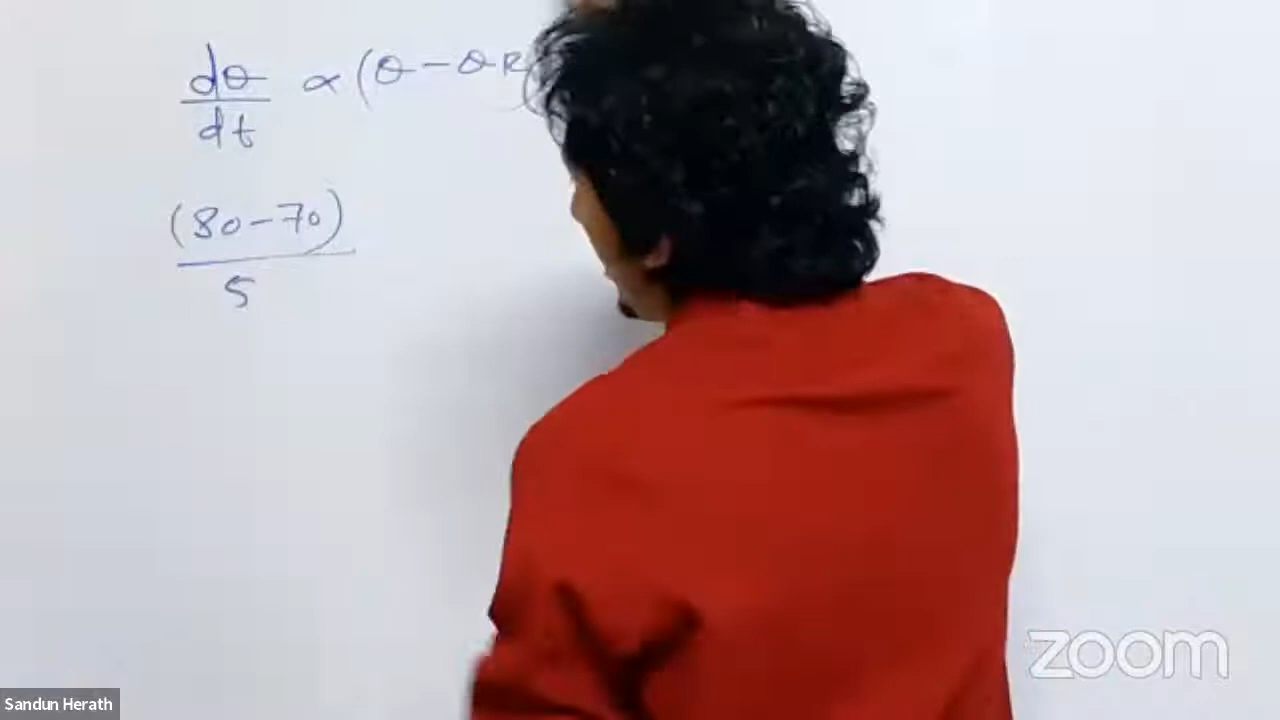 dθ/dt ∝ (θ - θR)
(80-70)/5
zoom
Sandun Herath